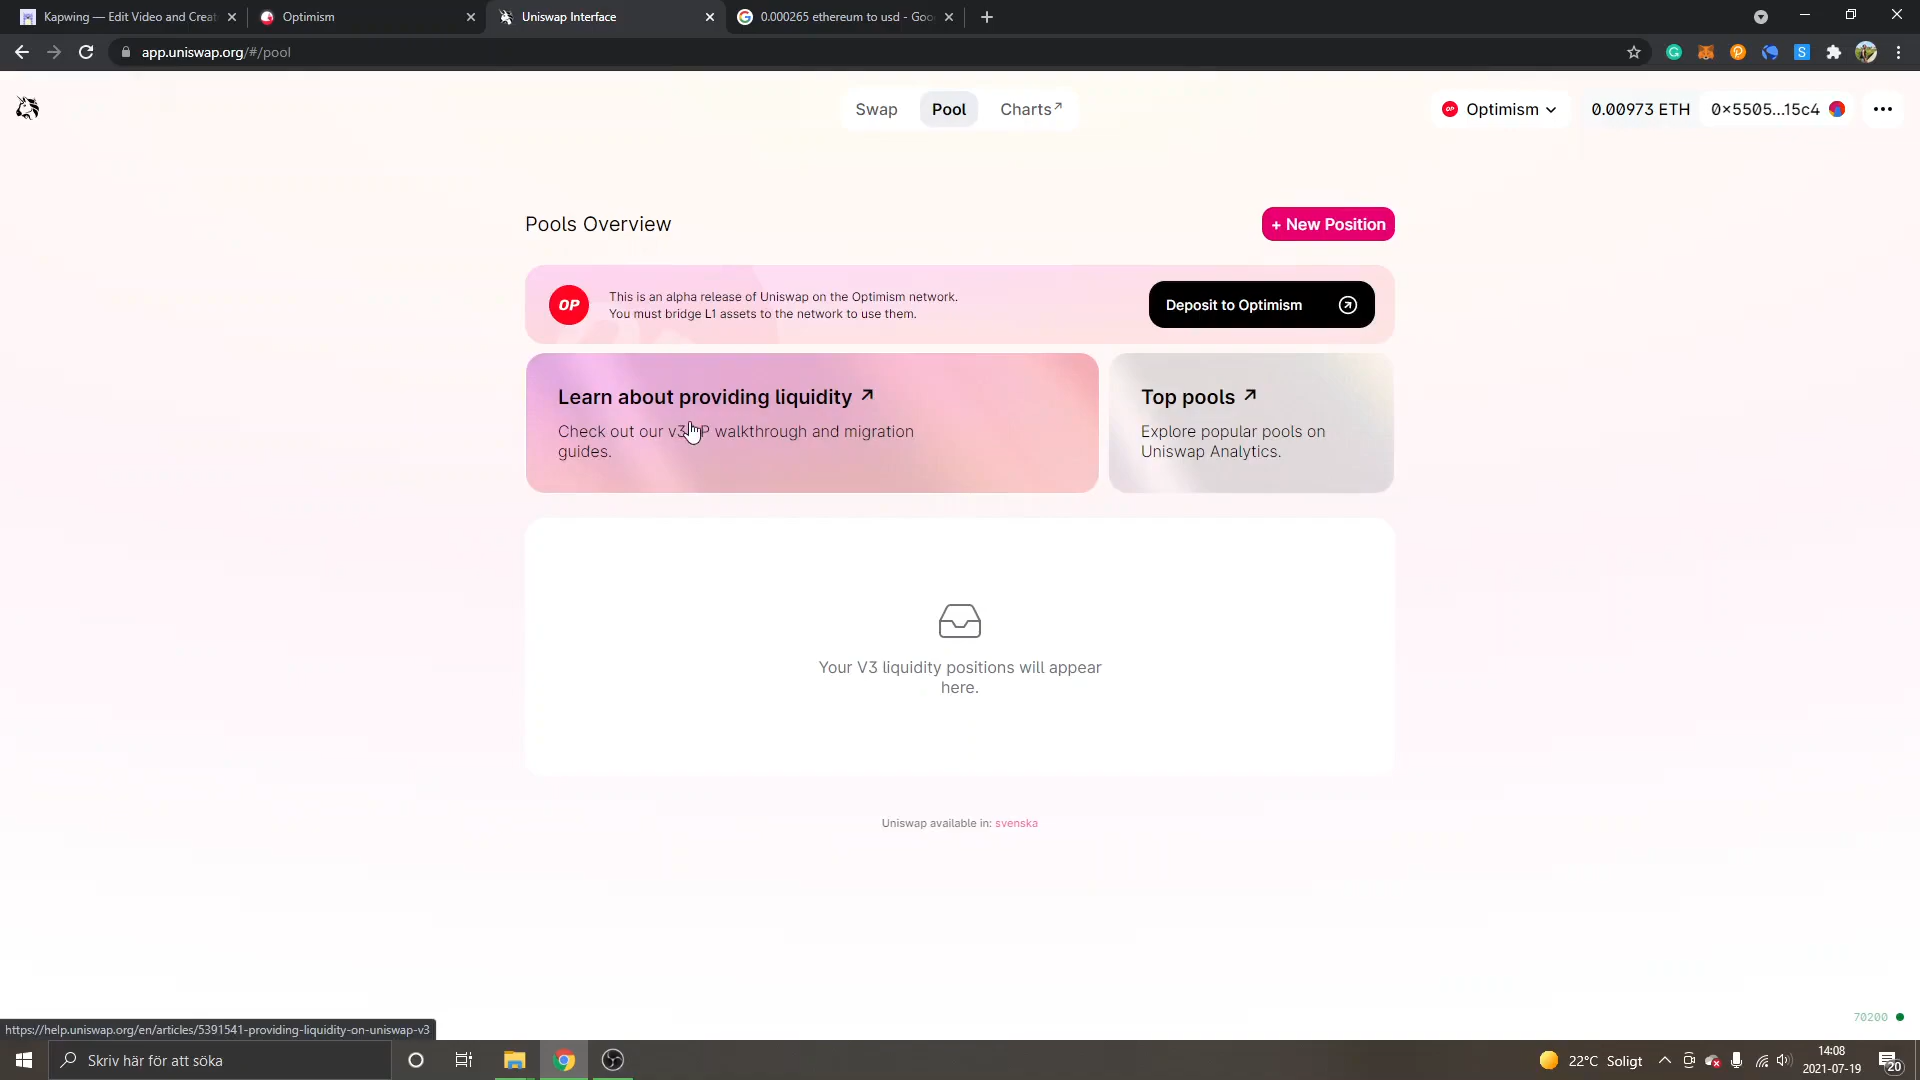 Kapwing — Edit Video and Creat
Optimism
Uniswap Interface
0.000265 ethereum to usd - Goo
app.uniswap.org/#/pool
Swap
Pool
Charts↗
OP
Optimism
0.00973 ETH
0×5505...15c4
Pools Overview
+ New Position
OP
This is an alpha release of Uniswap on the Optimism network.
You must bridge L1 assets to the network to use them.
Deposit to Optimism
Learn about providing liquidity ↗
Check out our v3 P walkthrough and migration
guides.
Top pools ↗
Explore popular pools on
Uniswap Analytics.
Your V3 liquidity positions will appear
here.
Uniswap available in: svenska
70200
https://help.uniswap.org/en/articles/5391541-providing-liquidity-on-uniswap-v3
Skriv här för att söka
22°C Soligt
14:08
2021-07-19
20